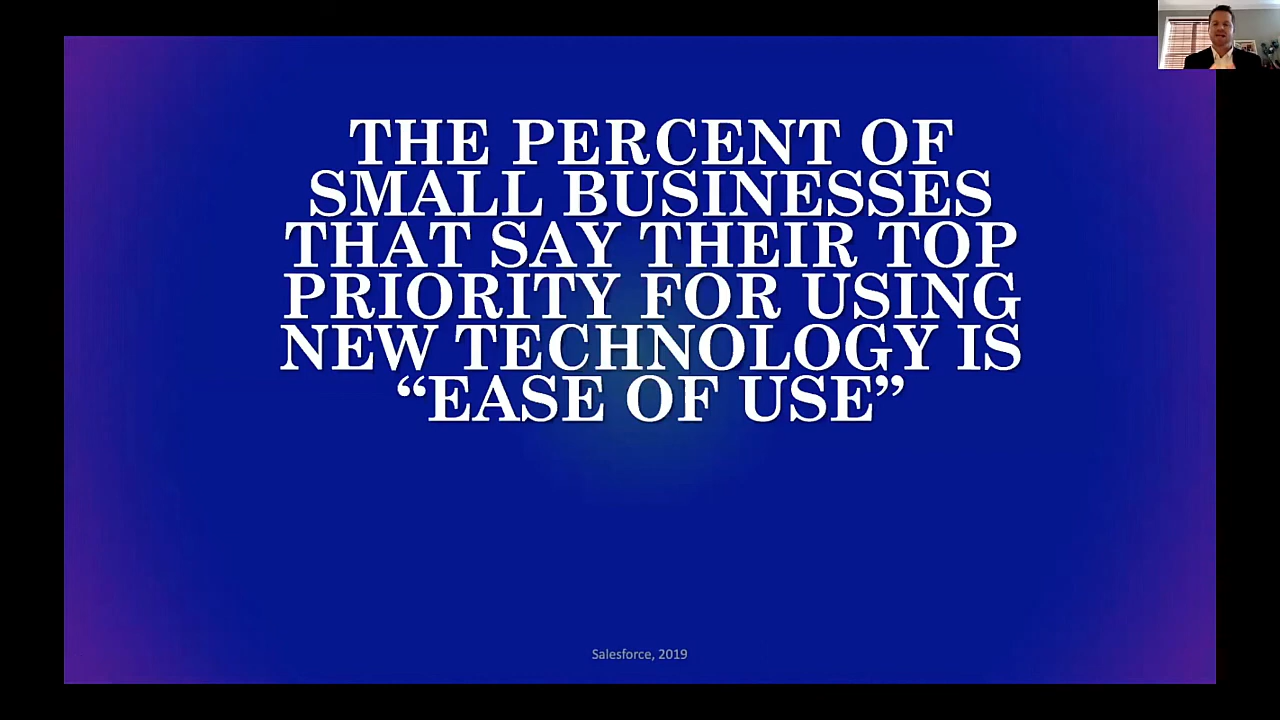 THE PERCENT OF
SMALL BUSINESSES
THAT SAY THEIR TOP
PRIORITY FOR USING
NEW TECHNOLOGY IS
“EASE OF USE”
Salesforce, 2019